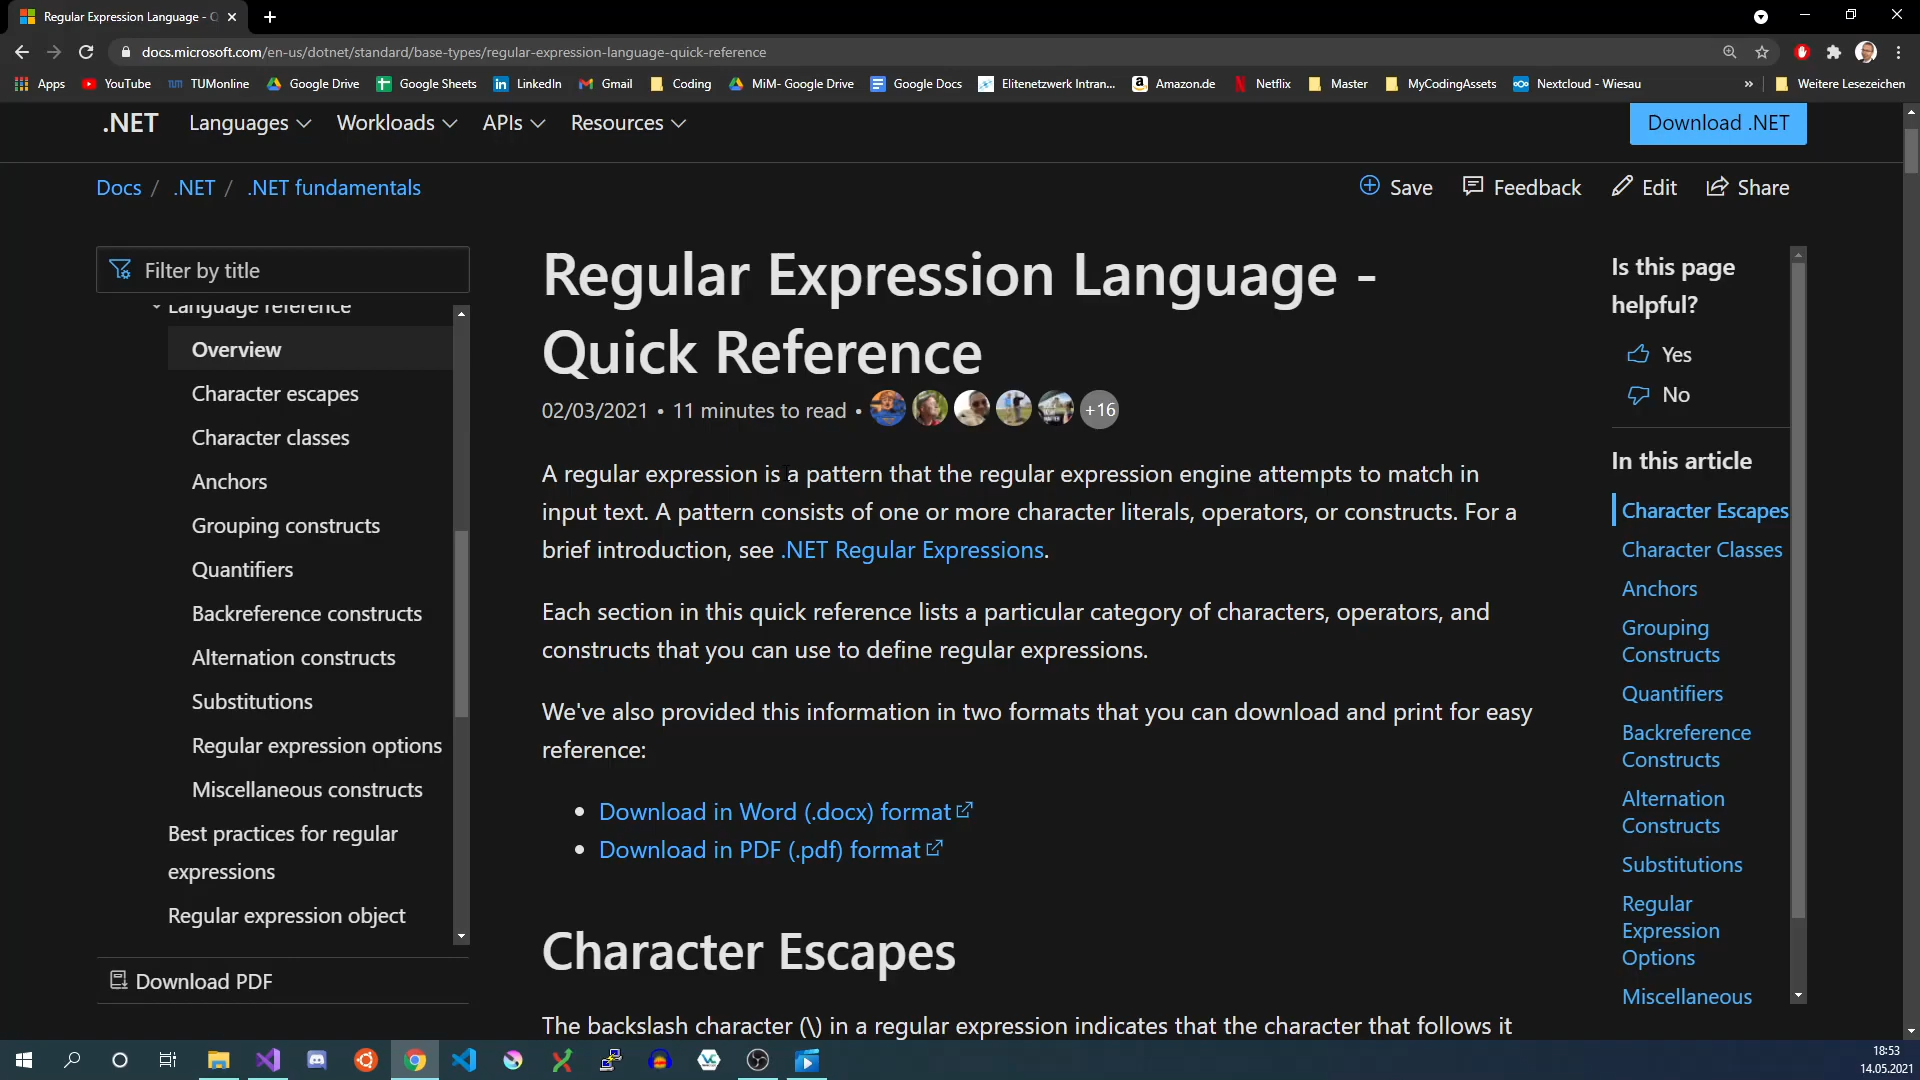 Regular Expression Language - Q
docs.microsoft.com/en-us/dotnet/standard/base-types/regular-expression-language-quick-reference
Apps
YouTube
TUMonline
Google Drive
Google Sheets
LinkedIn
Gmail
Coding
MiM- Google Drive
Google Docs
Elitenetzwerk Intran...
Amazon.de
Netflix
Master
MyCodingAssets
Nextcloud - Wiesau
»
Weitere Lesezeichen
.NET
Languages
Workloads
APIs
Resources
Download .NET
Docs / .NET / .NET fundamentals
Save
Feedback
Edit
Share
Filter by title
Language reference
Overview
Character escapes
Character classes
Anchors
Grouping constructs
Quantifiers
Backreference constructs
Alternation constructs
Substitutions
Regular expression options
Miscellaneous constructs
Best practices for regular
expressions
Regular expression object
Download PDF
Regular Expression Language -
Quick Reference
02/03/2021 • 11 minutes to read •
+16
A regular expression is a pattern that the regular expression engine attempts to match in
input text. A pattern consists of one or more character literals, operators, or constructs. For a
brief introduction, see .NET Regular Expressions.
Each section in this quick reference lists a particular category of characters, operators, and
constructs that you can use to define regular expressions.
We've also provided this information in two formats that you can download and print for easy
reference:
• Download in Word (.docx) format
• Download in PDF (.pdf) format
Character Escapes
The backslash character (\) in a regular expression indicates that the character that follows it
Is this page
helpful?
Yes
No
In this article
Character Escapes
Character Classes
Anchors
Grouping
Constructs
Quantifiers
Backreference
Constructs
Alternation
Constructs
Substitutions
Regular
Expression
Options
Miscellaneous
18:53
14.05.2021